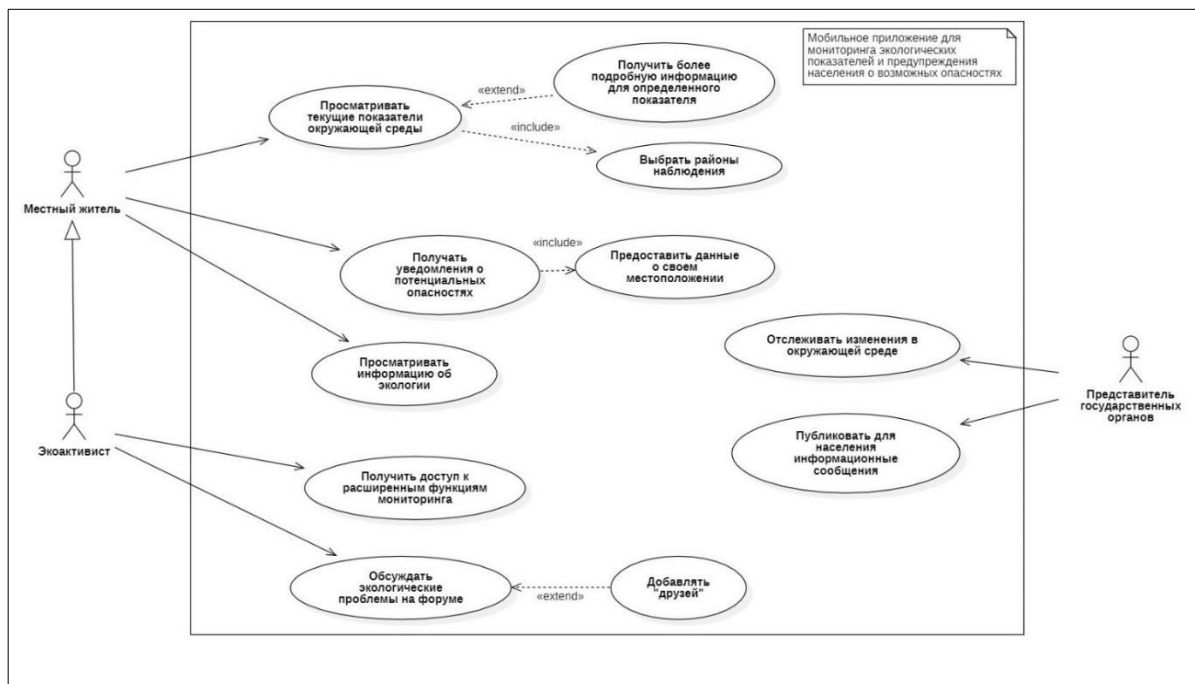 Мобильное приложение для
мониторинга экологических
показателей и предупреждения
населения о возможных опасностях
Получить более
подробную информацию
для определенного
показателя
«extend»
Просматривать
текущие показатели
окружающей среды
«include»
Выбрать районы
наблюдения
Местный житель
Получать
уведомления о
потенциальных
опасностях
«include»
Предоставить данные
о своем
местоположении
Отслеживать изменения в
окружающей среде
Просматривать
информацию об
экологии
Представитель
государственных
органов
Экоактивист
Публиковать для
населения
информационные
сообщения
Получить доступ к
расширенным функциям
мониторинга
Обсуждать
экологические
проблемы на форуме
«extend»
Добавлять
"друзей"